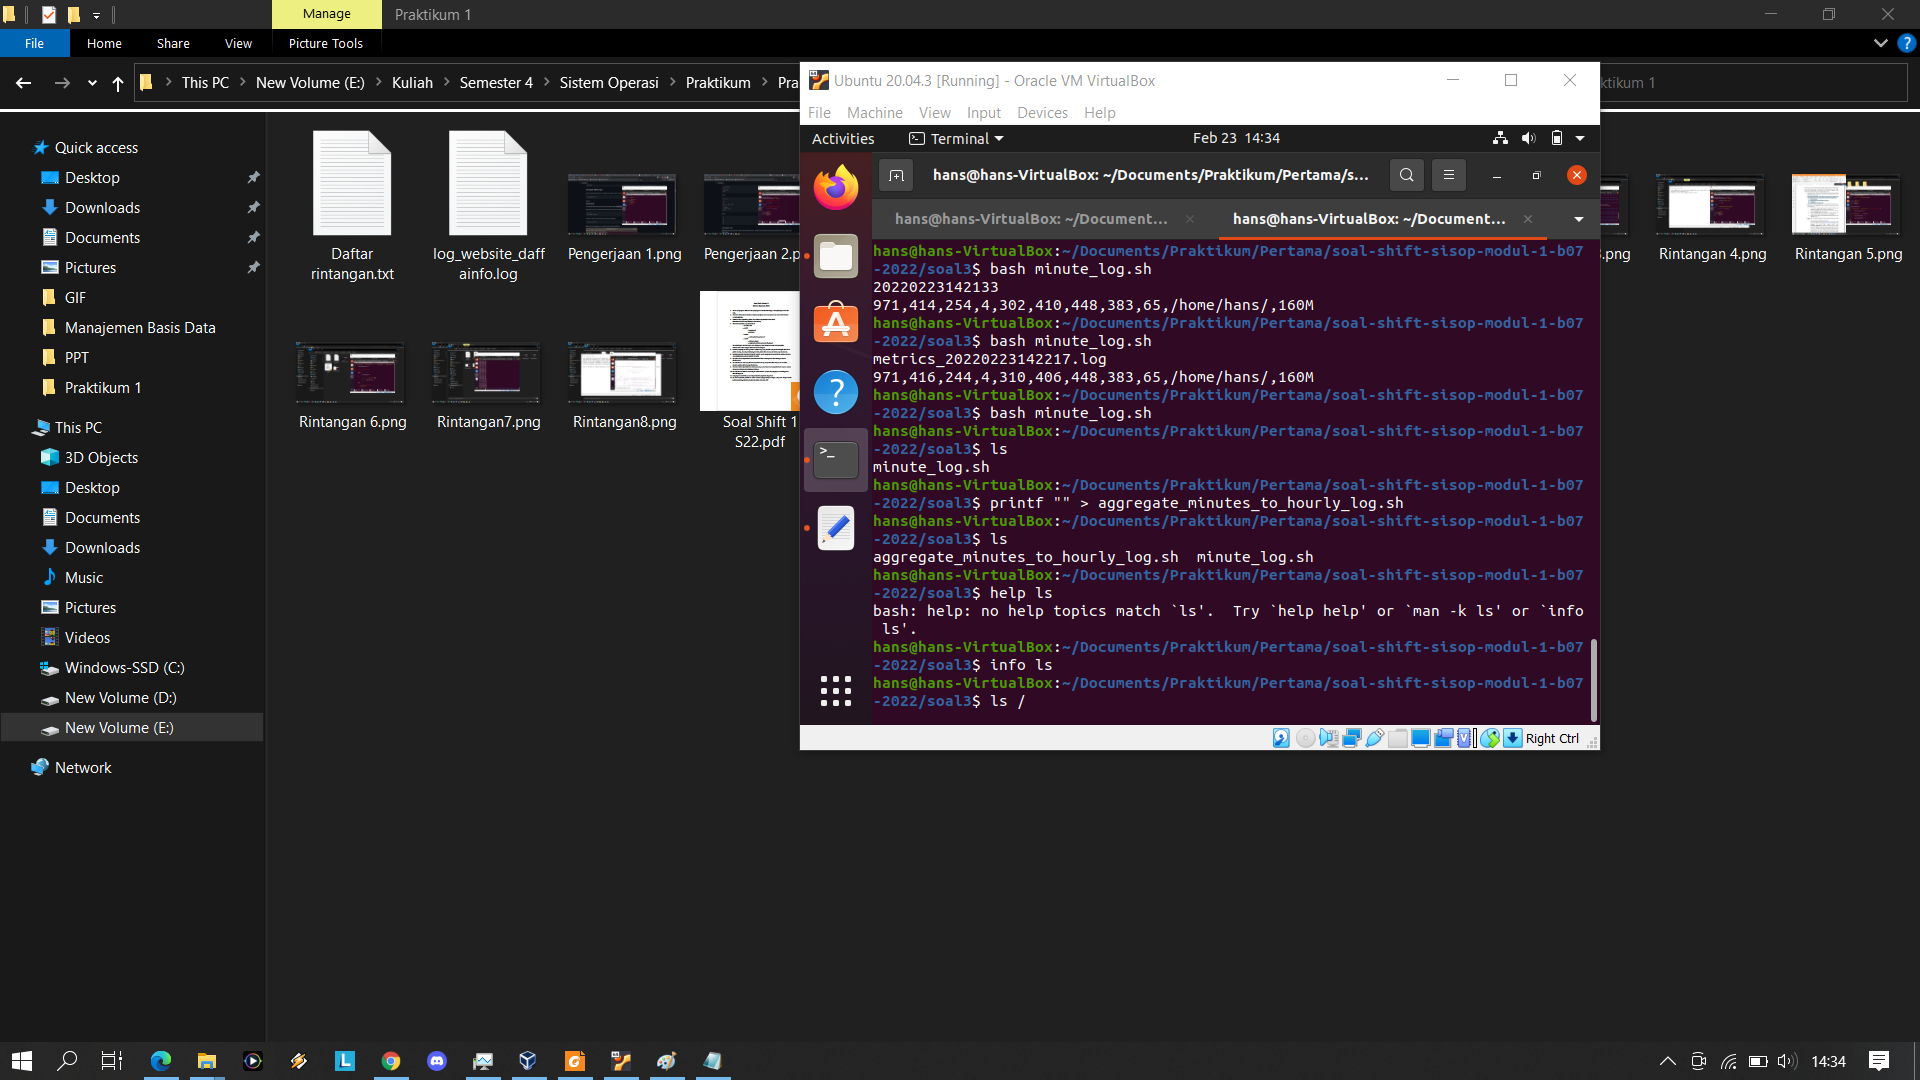 Manage
Praktikum 1
File
Home
Share
View
Picture Tools
This PC
New Volume (E:)
Kuliah
Semester 4
Sistem Operasi
Praktikum
Pra
ktikum 1
Quick access
Desktop
Downloads
Documents
Pictures
GIF
Manajemen Basis Data
PPT
Praktikum 1
This PC
3D Objects
Desktop
Documents
Downloads
Music
Pictures
Videos
Windows-SSD (C:)
New Volume (D:)
New Volume (E:)
Network
Daftar
rintangan.txt
log_website_daff
ainfo.log
Pengerjaan 1.png
Pengerjaan 2.p
3.png
Rintangan 4.png
Rintangan 5.png
Rintangan 6.png
Rintangan7.png
Rintangan8.png
Soal Shift 1
S22.pdf
Ubuntu 20.04.3 [Running] - Oracle VM VirtualBox
File Machine View Input Devices Help
Activities
Terminal
Feb 23 14:34
hans@hans-VirtualBox: ~/Documents/Praktikum/Pertama/s...
hans@hans-VirtualBox: ~/Document...
hans@hans-VirtualBox: ~/Document...
hans@hans-VirtualBox:~/Documents/Praktikum/Pertama/soal-shift-sisop-modul-1-b07
-2022/soal3$ bash minute_log.sh
20220223142133
971,414,254,4,302,410,448,383,65,/home/hans/,160M
hans@hans-VirtualBox:~/Documents/Praktikum/Pertama/soal-shift-sisop-modul-1-b07
-2022/soal3$ bash minute_log.sh
metrics_20220223142217.log
971,416,244,4,310,406,448,383,65,/home/hans/,160M
hans@hans-VirtualBox:~/Documents/Praktikum/Pertama/soal-shift-sisop-modul-1-b07
-2022/soal3$ bash minute_log.sh
hans@hans-VirtualBox:~/Documents/Praktikum/Pertama/soal-shift-sisop-modul-1-b07
-2022/soal3$ ls
minute_log.sh
hans@hans-VirtualBox:~/Documents/Praktikum/Pertama/soal-shift-sisop-modul-1-b07
-2022/soal3$ printf "" > aggregate_minutes_to_hourly_log.sh
hans@hans-VirtualBox:~/Documents/Praktikum/Pertama/soal-shift-sisop-modul-1-b07
-2022/soal3$ ls
aggregate_minutes_to_hourly_log.sh  minute_log.sh
hans@hans-VirtualBox:~/Documents/Praktikum/Pertama/soal-shift-sisop-modul-1-b07
-2022/soal3$ help ls
bash: help: no help topics match `ls'.  Try `help help' or `man -k ls' or `info
 ls'.
hans@hans-VirtualBox:~/Documents/Praktikum/Pertama/soal-shift-sisop-modul-1-b07
-2022/soal3$ info ls
hans@hans-VirtualBox:~/Documents/Praktikum/Pertama/soal-shift-sisop-modul-1-b07
-2022/soal3$ ls /
Right Ctrl
14:34